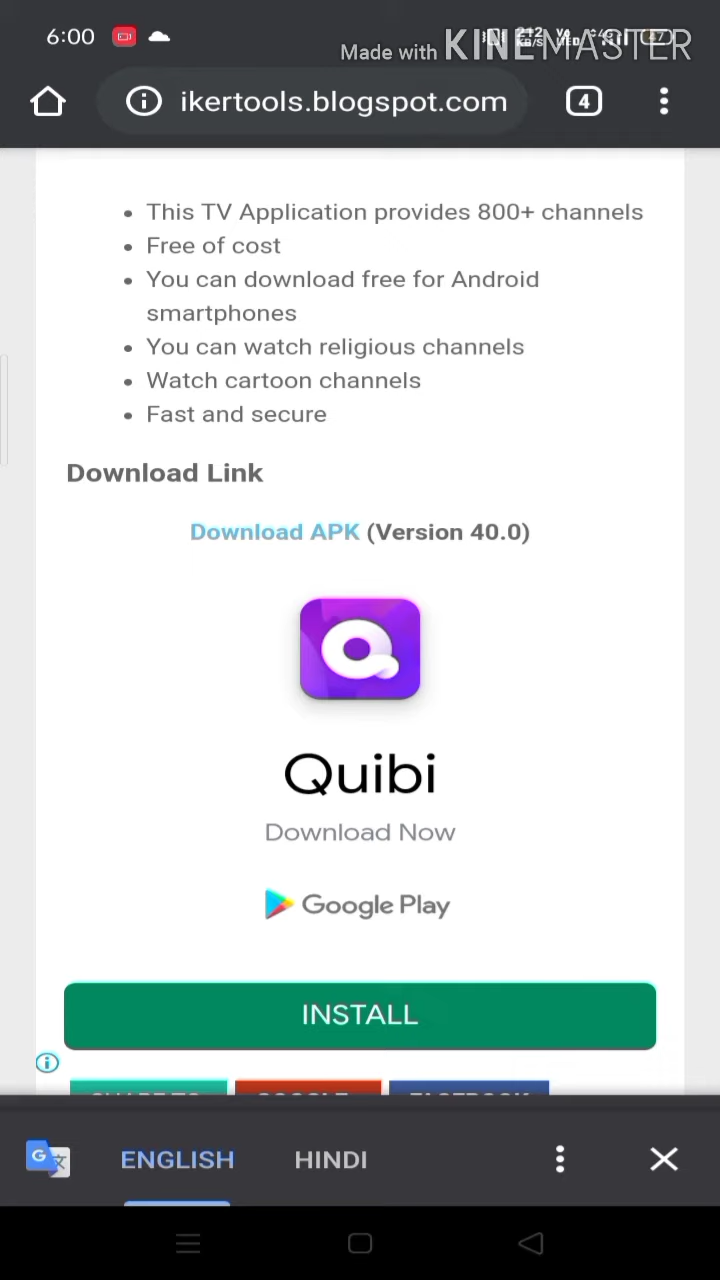 6:00
Made with KINEMASTER
ikertools.blogspot.com
4
This TV Application provides 800+ channels
Free of cost
You can download free for Android
smartphones
You can watch religious channels
Watch cartoon channels
Fast and secure
Download Link
Download APK (Version 40.0)
Quibi
Download Now
Google Play
INSTALL
ENGLISH
HINDI